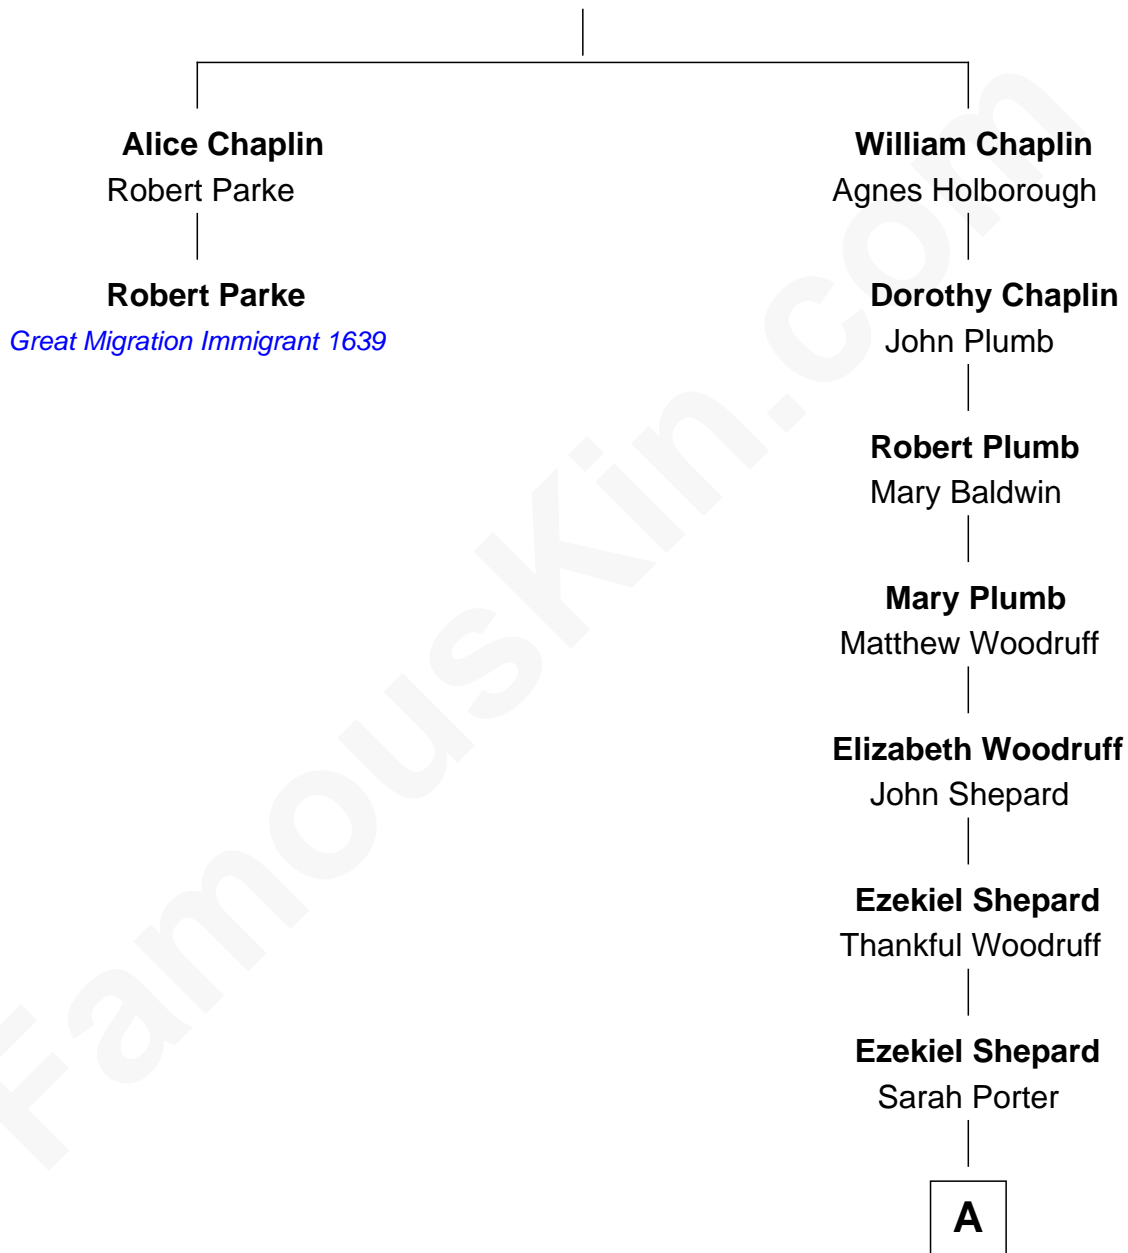 Alice Chaplin
Robert Parke
Robert Parke
Great Migration Immigrant 1639
William Chaplin
Agnes Holborough
Dorothy Chaplin
John Plumb
Robert Plumb
Mary Baldwin
Mary Plumb
Matthew Woodruff
Elizabeth Woodruff
John Shepard
Ezekiel Shepard
Thankful Woodruff
Ezekiel Shepard
Sarah Porter
A
FamousKin.com